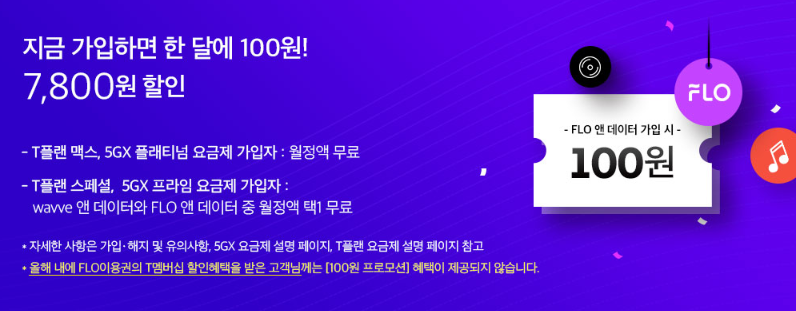 지금 가입하면 한 달에 100원!
7,800원 할인
- T플랜 맥스, 5GX 플래티넘 요금제 가입자 : 월정액 무료
- T플랜 스페셜, 5GX 프라임 요금제 가입자 :
wavve 앤 데이터와 FLO 앤 데이터 중 월정액 택1 무료
* 자세한 사항은 가입·해지 및 유의사항, 5GX 요금제 설명 페이지, T플랜 요금제 설명 페이지 참고
* 올해 내에 FLO이용권의 T멤버십 할인혜택을 받은 고객님께는 [100원 프로모션] 혜택이 제공되지 않습니다.
FLO
- FLO 앤 데이터 가입 시 -
100원